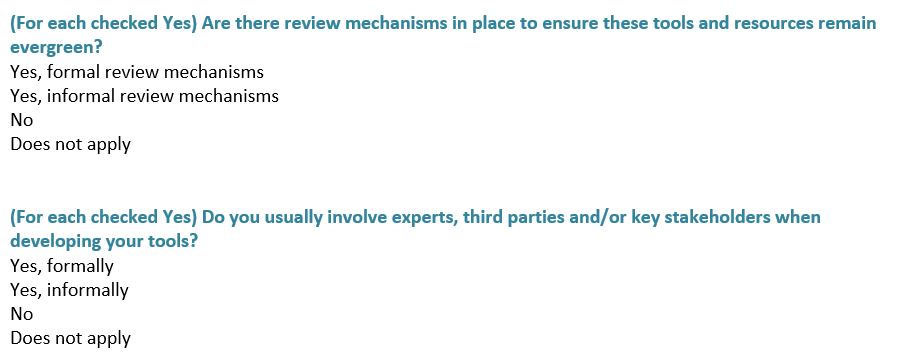 (For each checked Yes) Are there review mechanisms in place to ensure these tools and resources remain
evergreen?
Yes, formal review mechanisms
Yes, informal review mechanisms
No
Does not apply
(For each checked Yes) Do you usually involve experts, third parties and/or key stakeholders when
developing your tools?
Yes, formally
Yes, informally
No
Does not apply